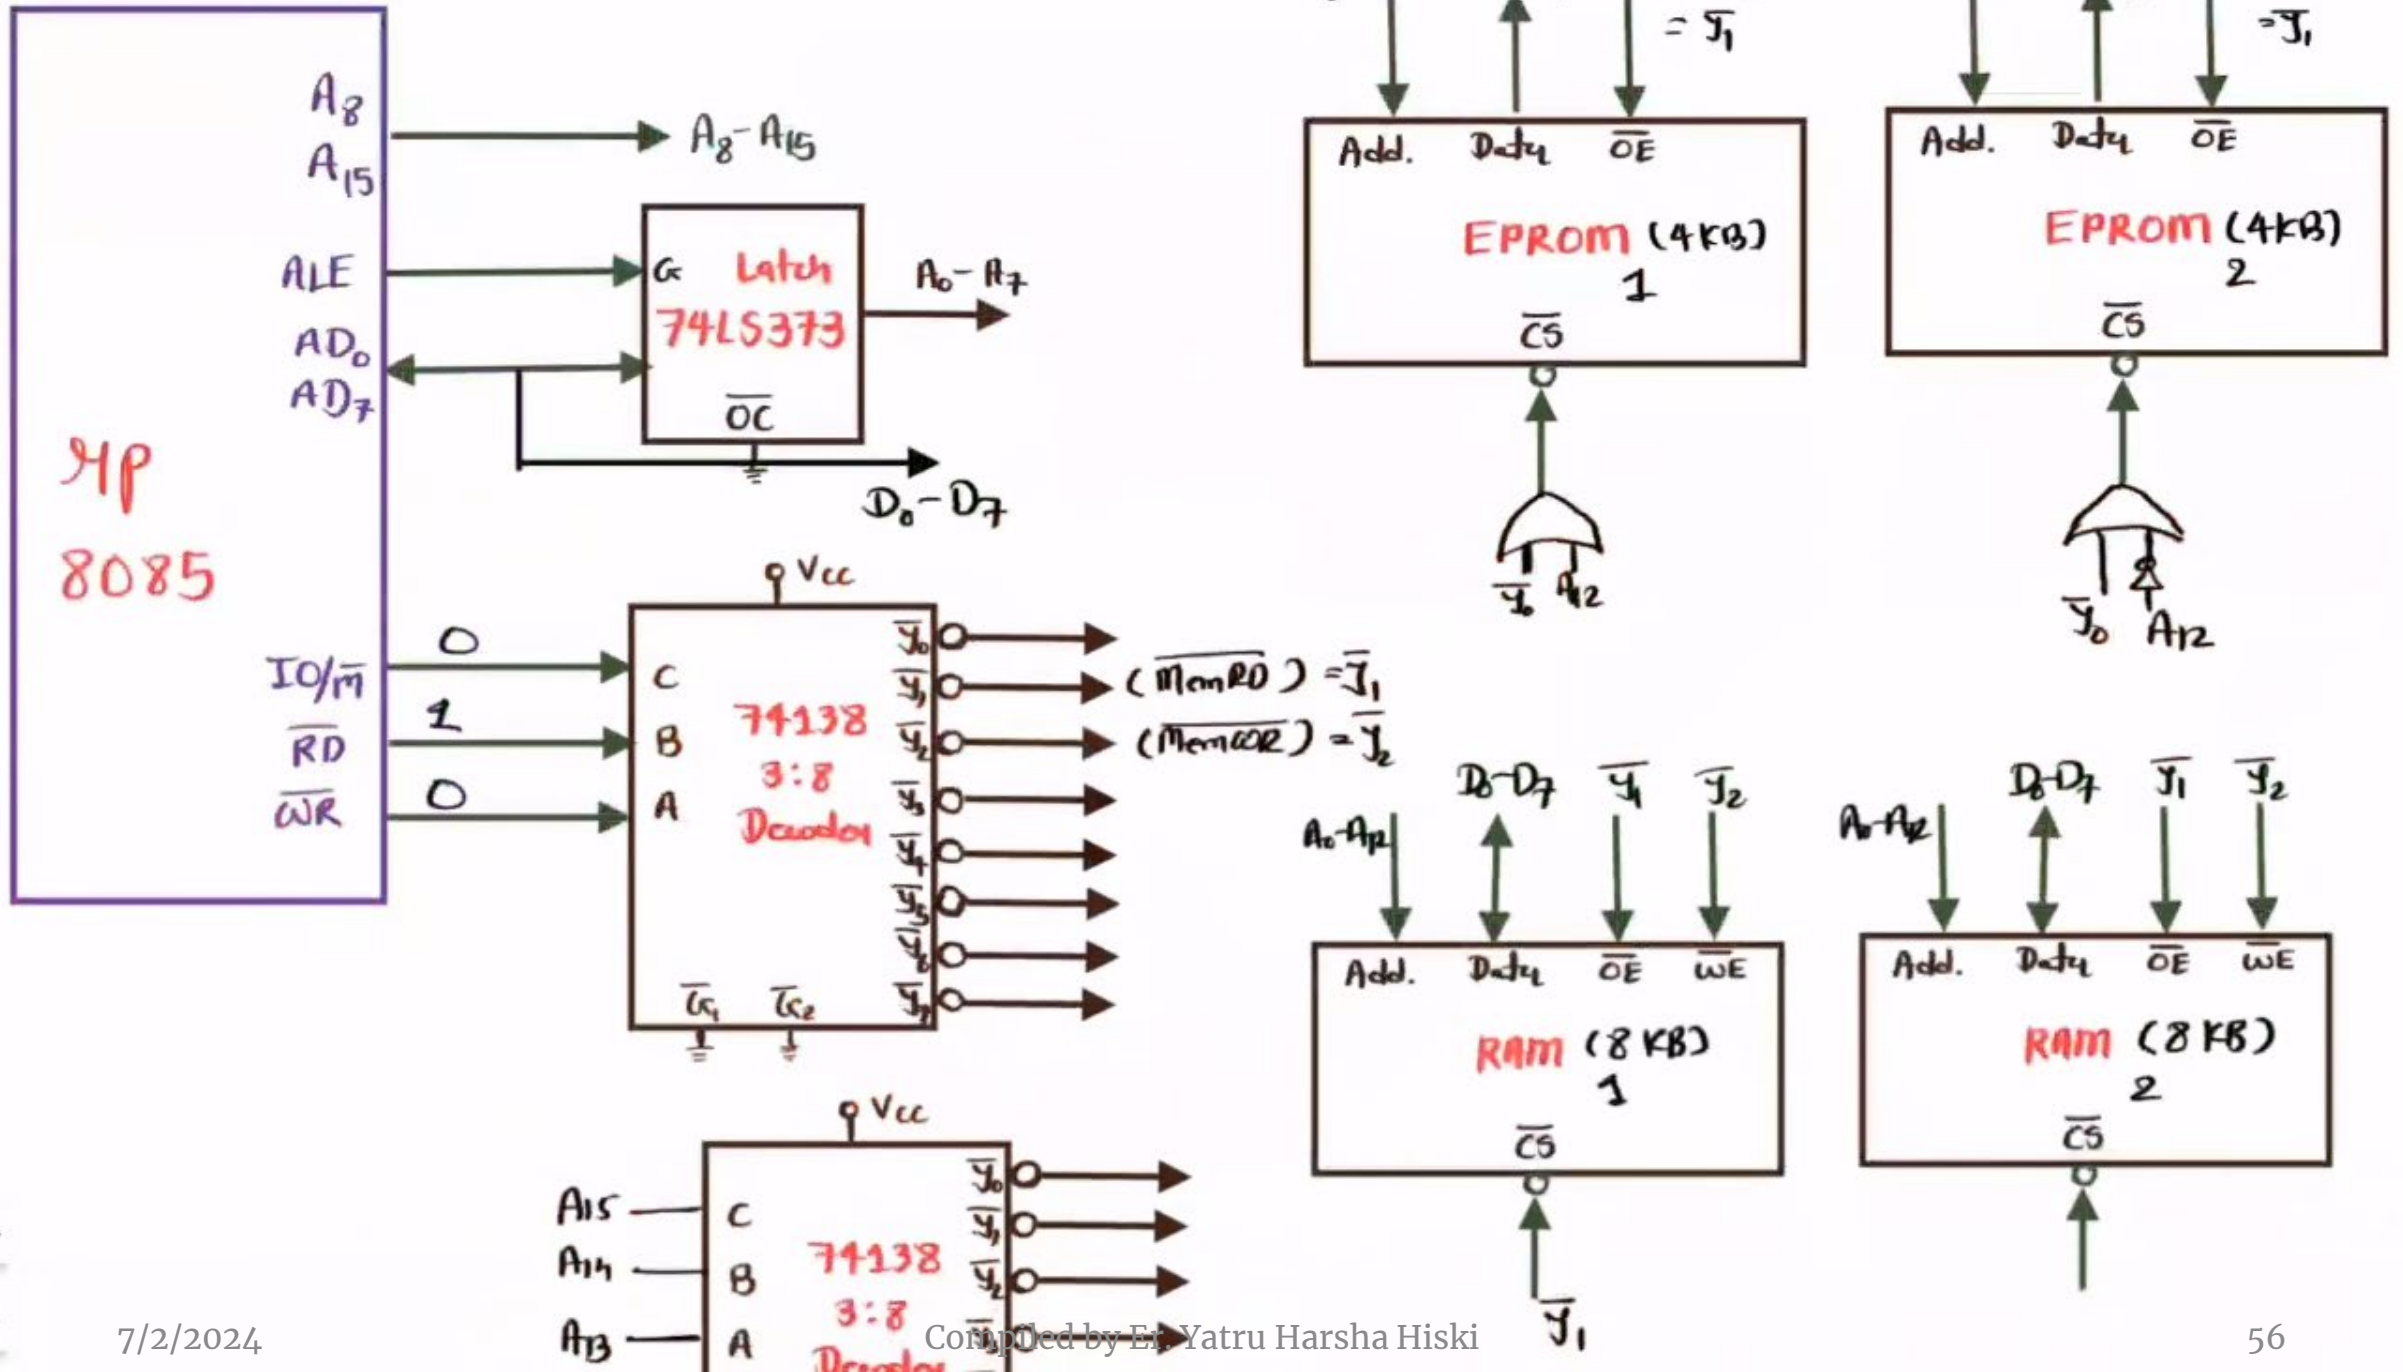 A8
A15
A8-A15
ALE
AD0
AD7
μp
8085
G Latch
74LS373
O̅C̅
A0-A7
D0-D7
IO/M̅
R̅D̅
W̅R̅
0
1
0
Vcc
C
B
A
74138
3:8
Decoder
G̅1 G̅2
Y̅0
Y̅1
Y̅2
Y̅3
Y̅4
Y̅5
Y̅6
Y̅7
(M̅e̅m̅R̅D̅) = Y̅1
(M̅e̅m̅W̅R̅) = Y̅2
Vcc
A15
A14
A13
C
B
A
74138
3:8
Decoder
Y̅0
Y̅1
Y̅2
= Y̅1
Add. Data O̅E̅
EPROM (4KB)
1
C̅S̅
Y̅0 A12
= Y̅1
Add. Data O̅E̅
EPROM (4KB)
2
C̅S̅
Y̅0 A12
A0-A12 D0-D7 Y̅1 Y̅2
Add. Data O̅E̅ W̅E̅
RAM (8 KB)
1
C̅S̅
Y̅1
A0-A12 D0-D7 Y̅1 Y̅2
Add. Data O̅E̅ W̅E̅
RAM (8 KB)
2
C̅S̅
7/2/2024 Compiled by Er. Yatru Harsha Hiski 56